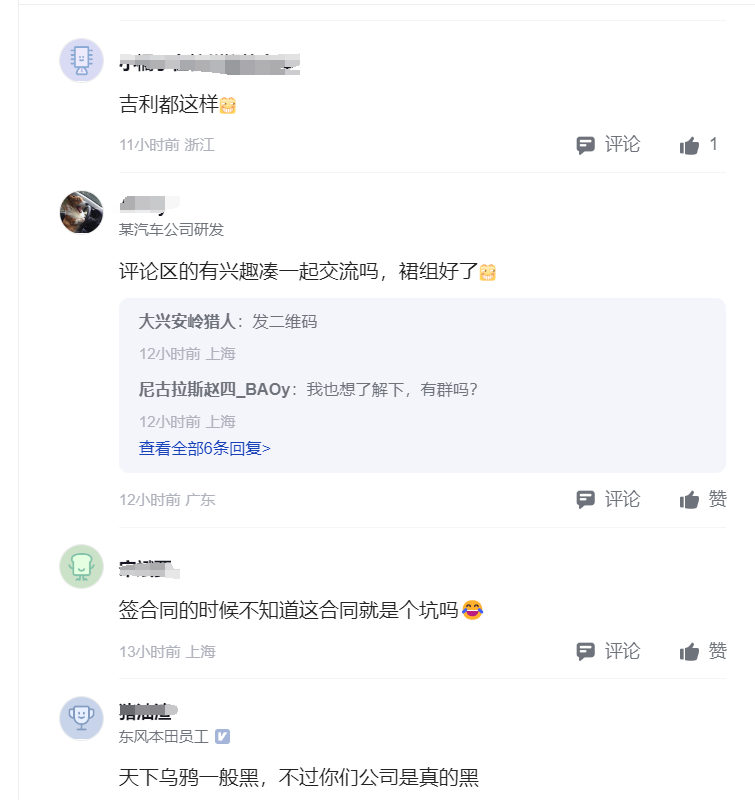 吉利都这样
11小时前 浙江
评论
1
某汽车公司研发
评论区的有兴趣凑一起交流吗，裙组好了
大兴安岭猎人：发二维码
12小时前 上海
尼古拉斯赵四_BAOy：我也想了解下，有群吗？
12小时前 上海
查看全部6条回复>
12小时前 广东
评论
赞
签合同的时候不知道这合同就是个坑吗
13小时前 上海
评论
赞
东风本田员工
天下乌鸦一般黑，不过你们公司是真的黑